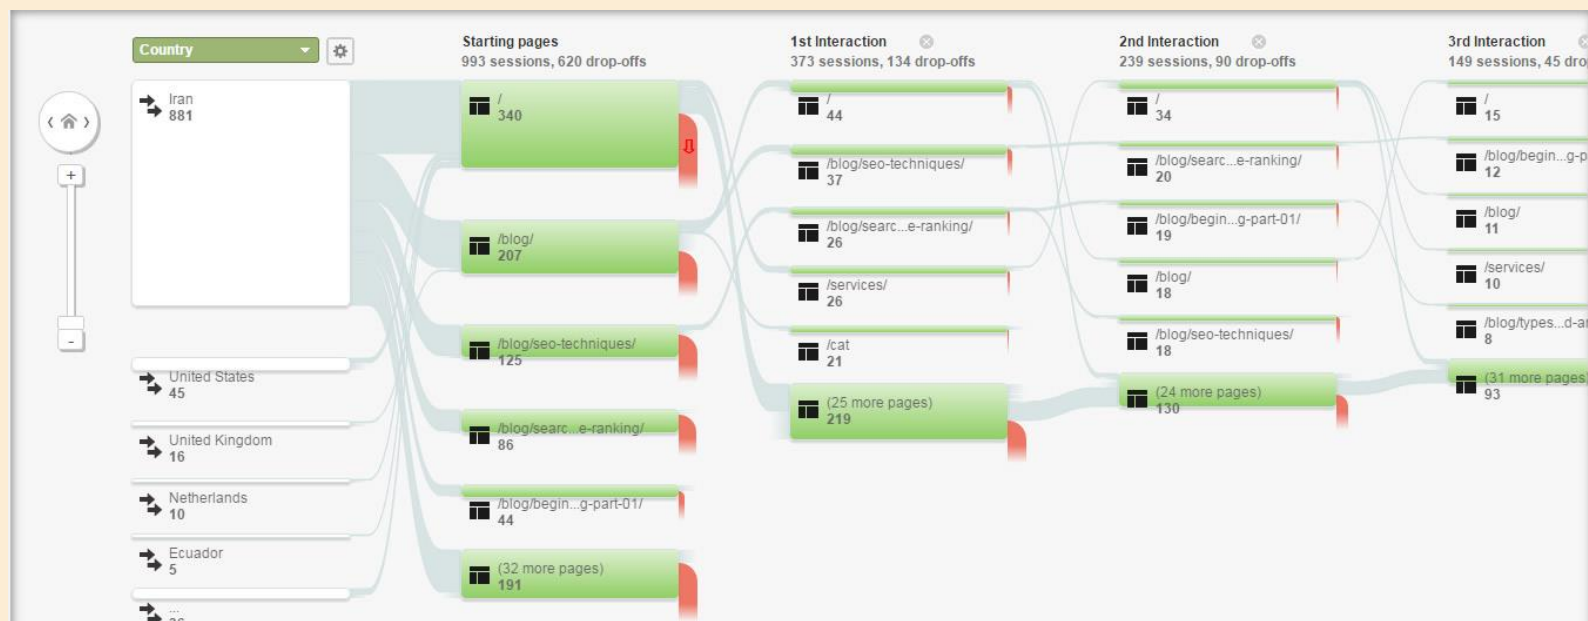 Country
Iran
881
United States
45
United Kingdom
16
Netherlands
10
Ecuador
5
...
Starting pages
993 sessions, 620 drop-offs
/
340
/blog/
207
/blog/seo-techniques/
125
/blog/searc...e-ranking/
86
/blog/begin...g-part-01/
44
(32 more pages)
191
1st Interaction
373 sessions, 134 drop-offs
/
44
/blog/seo-techniques/
37
/blog/searc...e-ranking/
26
/services/
26
/cat
21
(25 more pages)
219
2nd Interaction
239 sessions, 90 drop-offs
/
34
/blog/searc...e-ranking/
20
/blog/begin...g-part-01/
19
/blog/
18
/blog/seo-techniques/
18
(24 more pages)
130
3rd Interaction
149 sessions, 45 dro
/
15
/blog/begin...g-p
12
/blog/
11
/services/
10
/blog/types...d-a
8
(31 more pages)
93